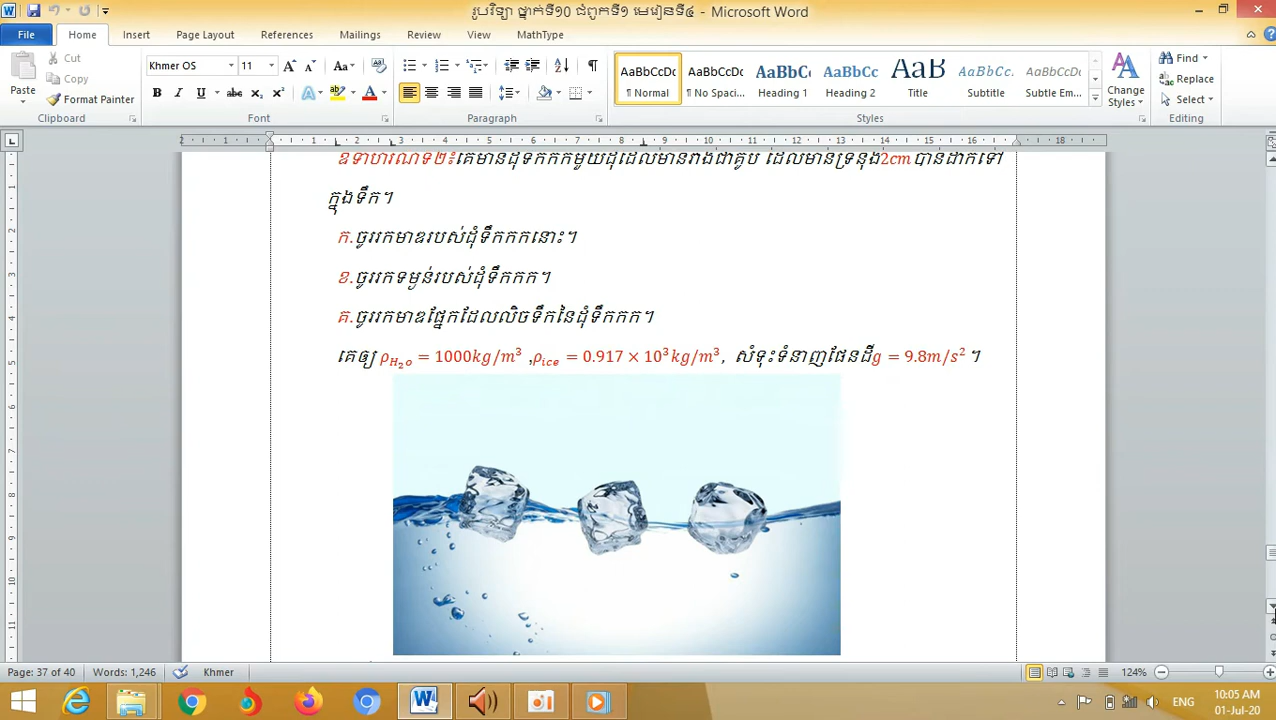 រូបវិទ្យា ថ្នាក់ទី10 ជំពូកទី១ មេរៀនទី៤ - Microsoft Word
File Home Insert Page Layout References Mailings Review View MathType
Cut
Copy
Format Painter
Paste
Clipboard
Khmer OS 11
Font
Paragraph
AaBbCcDc AaBbCcDc AaBbC AaBbCc AaB AaBbCc. AaBbCcDc
¶ Normal ¶ No Spaci... Heading 1 Heading 2 Title Subtitle Subtle Em...
Styles
Change Styles
Find
Replace
Select
Editing
ឧទាហរណ៍ទី២៖គេមានដុំទឹកកកមួយដុំដែលមានរាងជាគូប ដែលមានទ្រនុង2cmបានដាក់ទៅ
ក្នុងទឹក។
ក.ចូររកមាឌរបស់ដុំទឹកកកនោះ។
ខ.ចូររកទម្ងន់របស់ដុំទឹកកក។
គ.ចូររកមាឌផ្នែកដែលលិចទឹកនៃដុំទឹកកក។
គេឲ្យ ρH₂O = 1000kg/m³ ,ρice = 0.917 × 10³kg/m³, សំទុះទំនាញផែនដីg = 9.8m/s² ។
Page: 37 of 40 Words: 1,246 Khmer 124%
ENG 10:05 AM
01-Jul-20